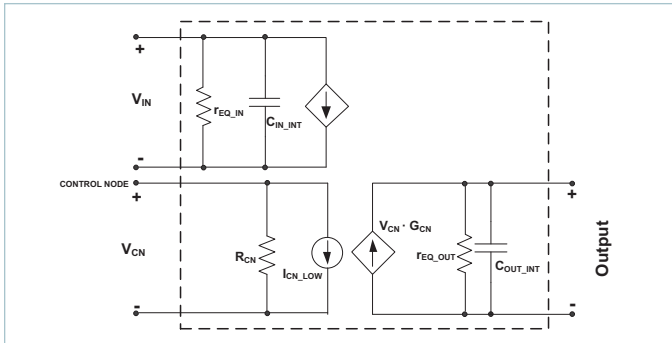 +
V_IN
r_EQ_IN
C_IN_INT
-
CONTROL NODE
+
V_CN
R_CN
I_CN_LOW
-
V_CN · G_CN
r_EQ_OUT
C_OUT_INT
+
Output
-